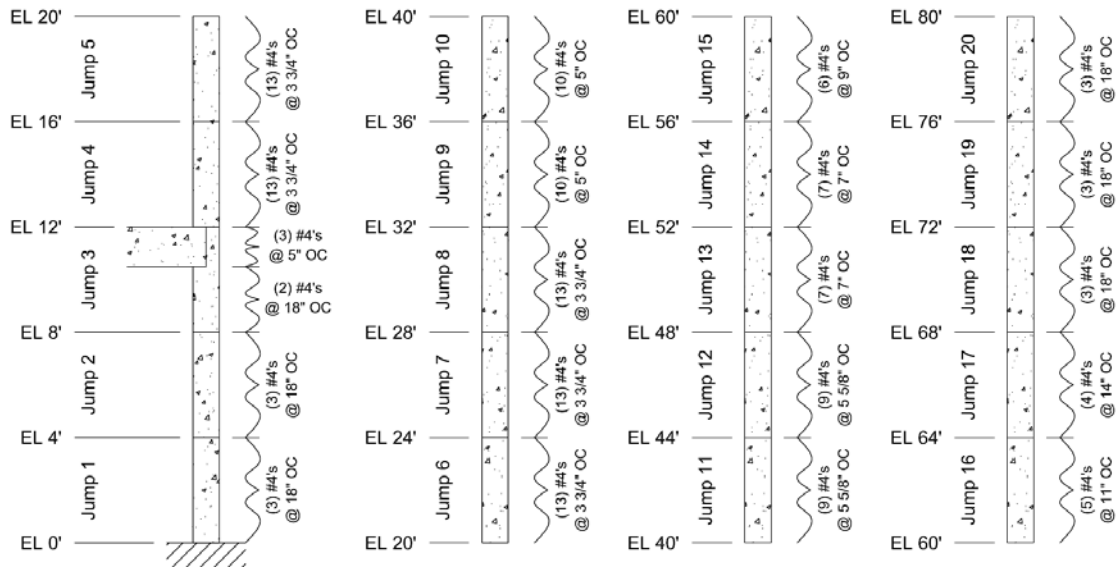 EL 20'
Jump 5
(13) #4's
@ 3 3/4" OC
EL 16'
Jump 4
(13) #4's
@ 3 3/4" OC
EL 12'
Jump 3
(3) #4's
@ 5" OC
(2) #4's
@ 18" OC
EL 8'
Jump 2
(3) #4's
@ 18" OC
EL 4'
Jump 1
(3) #4's
@ 18" OC
EL 0'
EL 40'
Jump 10
(10) #4's
@ 5" OC
EL 36'
Jump 9
(10) #4's
@ 5" OC
EL 32'
Jump 8
(13) #4's
@ 3 3/4" OC
EL 28'
Jump 7
(13) #4's
@ 3 3/4" OC
EL 24'
Jump 6
(13) #4's
@ 3 3/4" OC
EL 20'
EL 60'
Jump 15
(6) #4's
@ 9" OC
EL 56'
Jump 14
(7) #4's
@ 7" OC
EL 52'
Jump 13
(7) #4's
@ 7" OC
EL 48'
Jump 12
(9) #4's
@ 5 5/8" OC
EL 44'
Jump 11
(9) #4's
@ 5 5/8" OC
EL 40'
EL 80'
Jump 20
(3) #4's
@ 18" OC
EL 76'
Jump 19
(3) #4's
@ 18" OC
EL 72'
Jump 18
(3) #4's
@ 18" OC
EL 68'
Jump 17
(4) #4's
@ 14" OC
EL 64'
Jump 16
(5) #4's
@ 11" OC
EL 60'